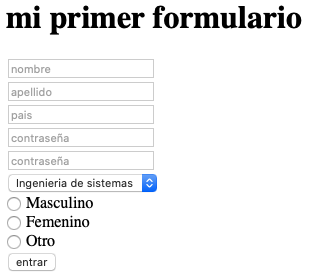 mi primer formulario
nombre
apellido
pais
contraseña
contraseña
Ingenieria de sistemas
Masculino
Femenino
Otro
entrar